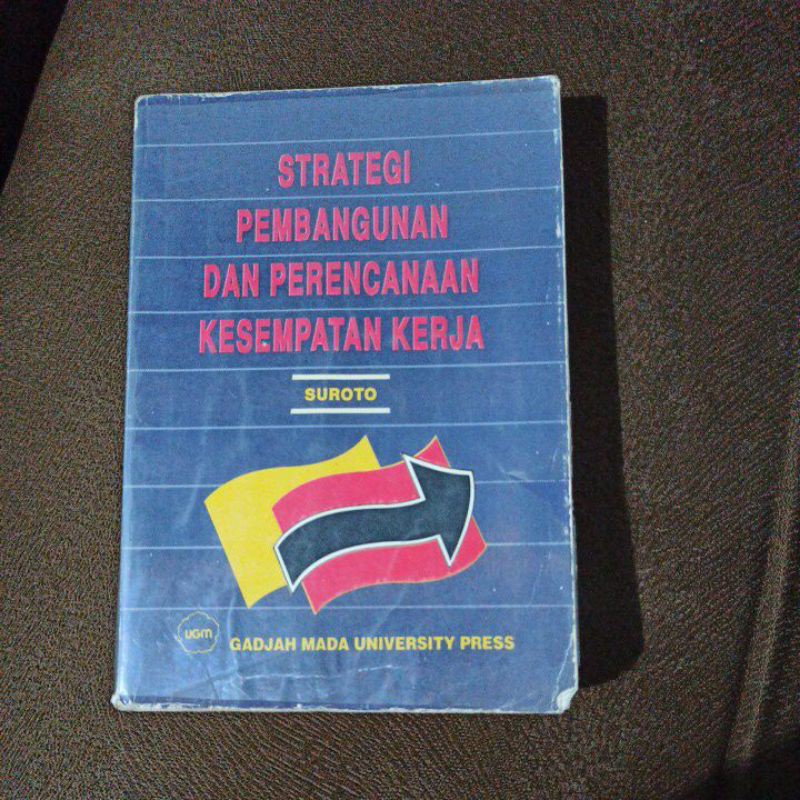 STRATEGI
PEMBANGUNAN
DAN PERENCANAAN
KESEMPATAN KERJA
SUROTO
UGM
GADJAH MADA UNIVERSITY PRESS